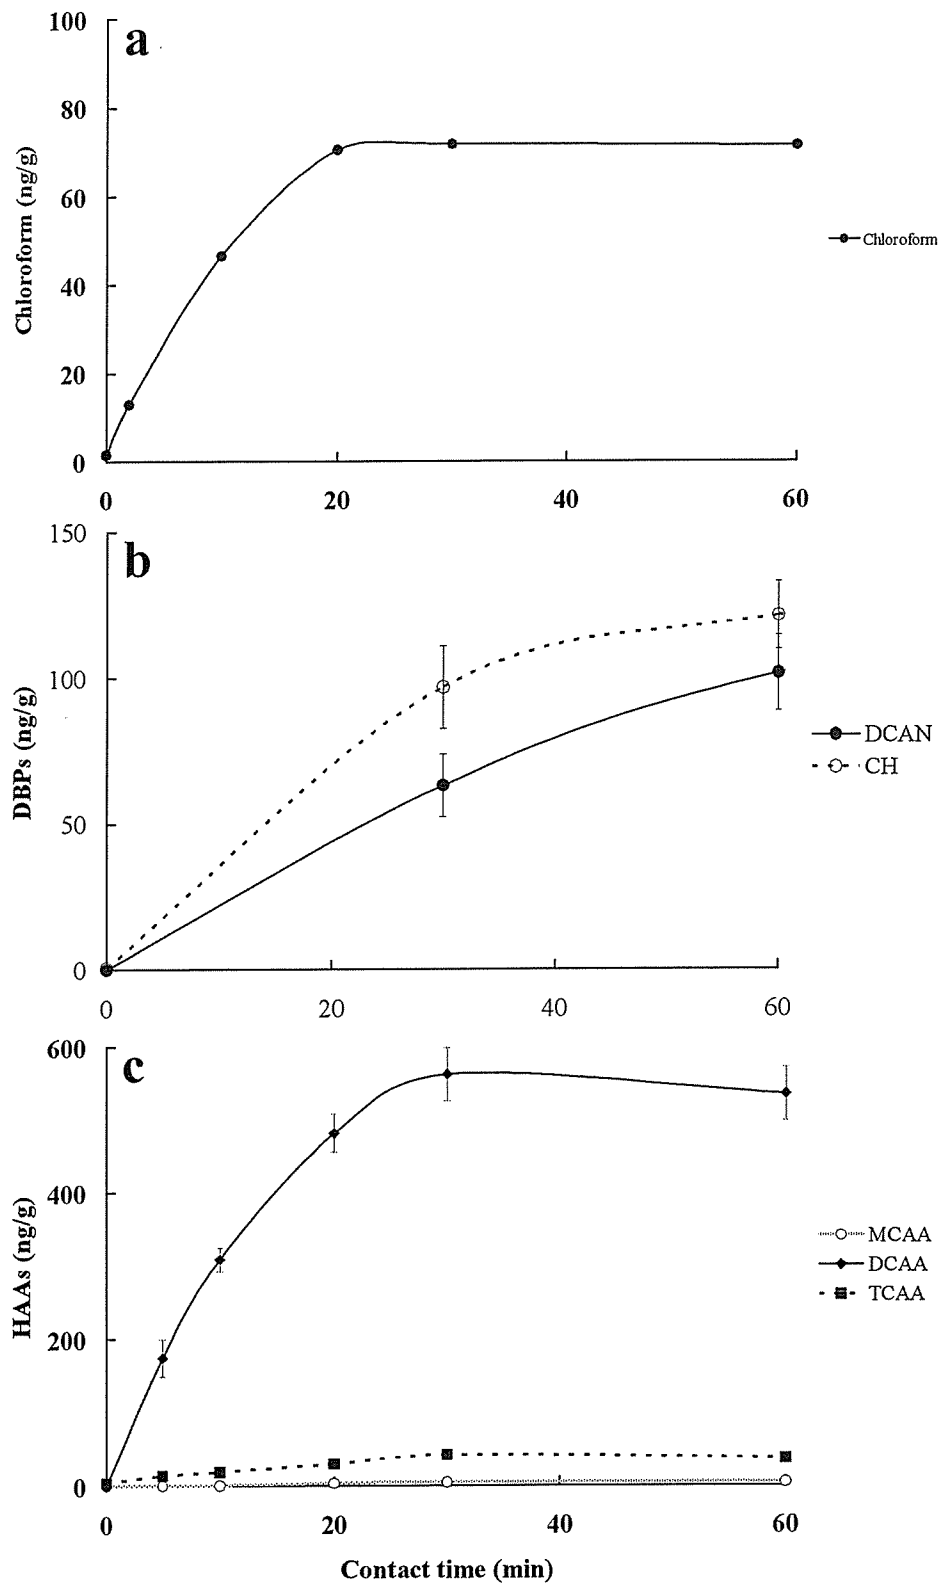 a
100
80
60
40
20
0
Chloroform (ng/g)
Chloroform
0 20 40 60
b
150
100
50
0
DBPs (ng/g)
DCAN
CH
0 20 40 60
c
600
400
200
0
HAAs (ng/g)
MCAA
DCAA
TCAA
0 20 40 60
Contact time (min)